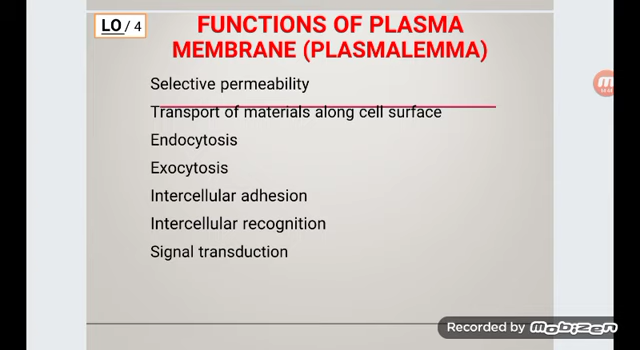 LO / 4
FUNCTIONS OF PLASMA
MEMBRANE (PLASMALEMMA)
Selective permeability
Transport of materials along cell surface
Endocytosis
Exocytosis
Intercellular adhesion
Intercellular recognition
Signal transduction
Recorded by mobizen